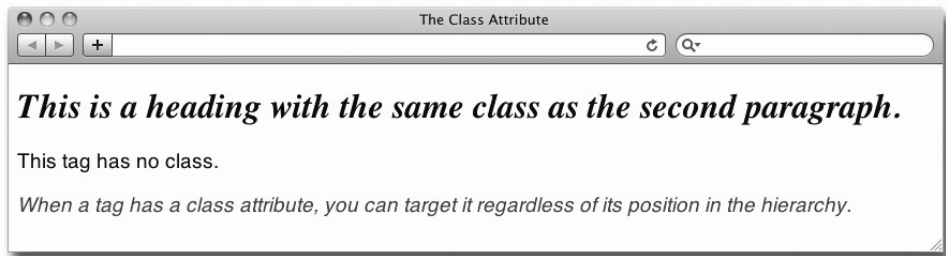 The Class Attribute
This is a heading with the same class as the second paragraph.
This tag has no class.
When a tag has a class attribute, you can target it regardless of its position in the hierarchy.